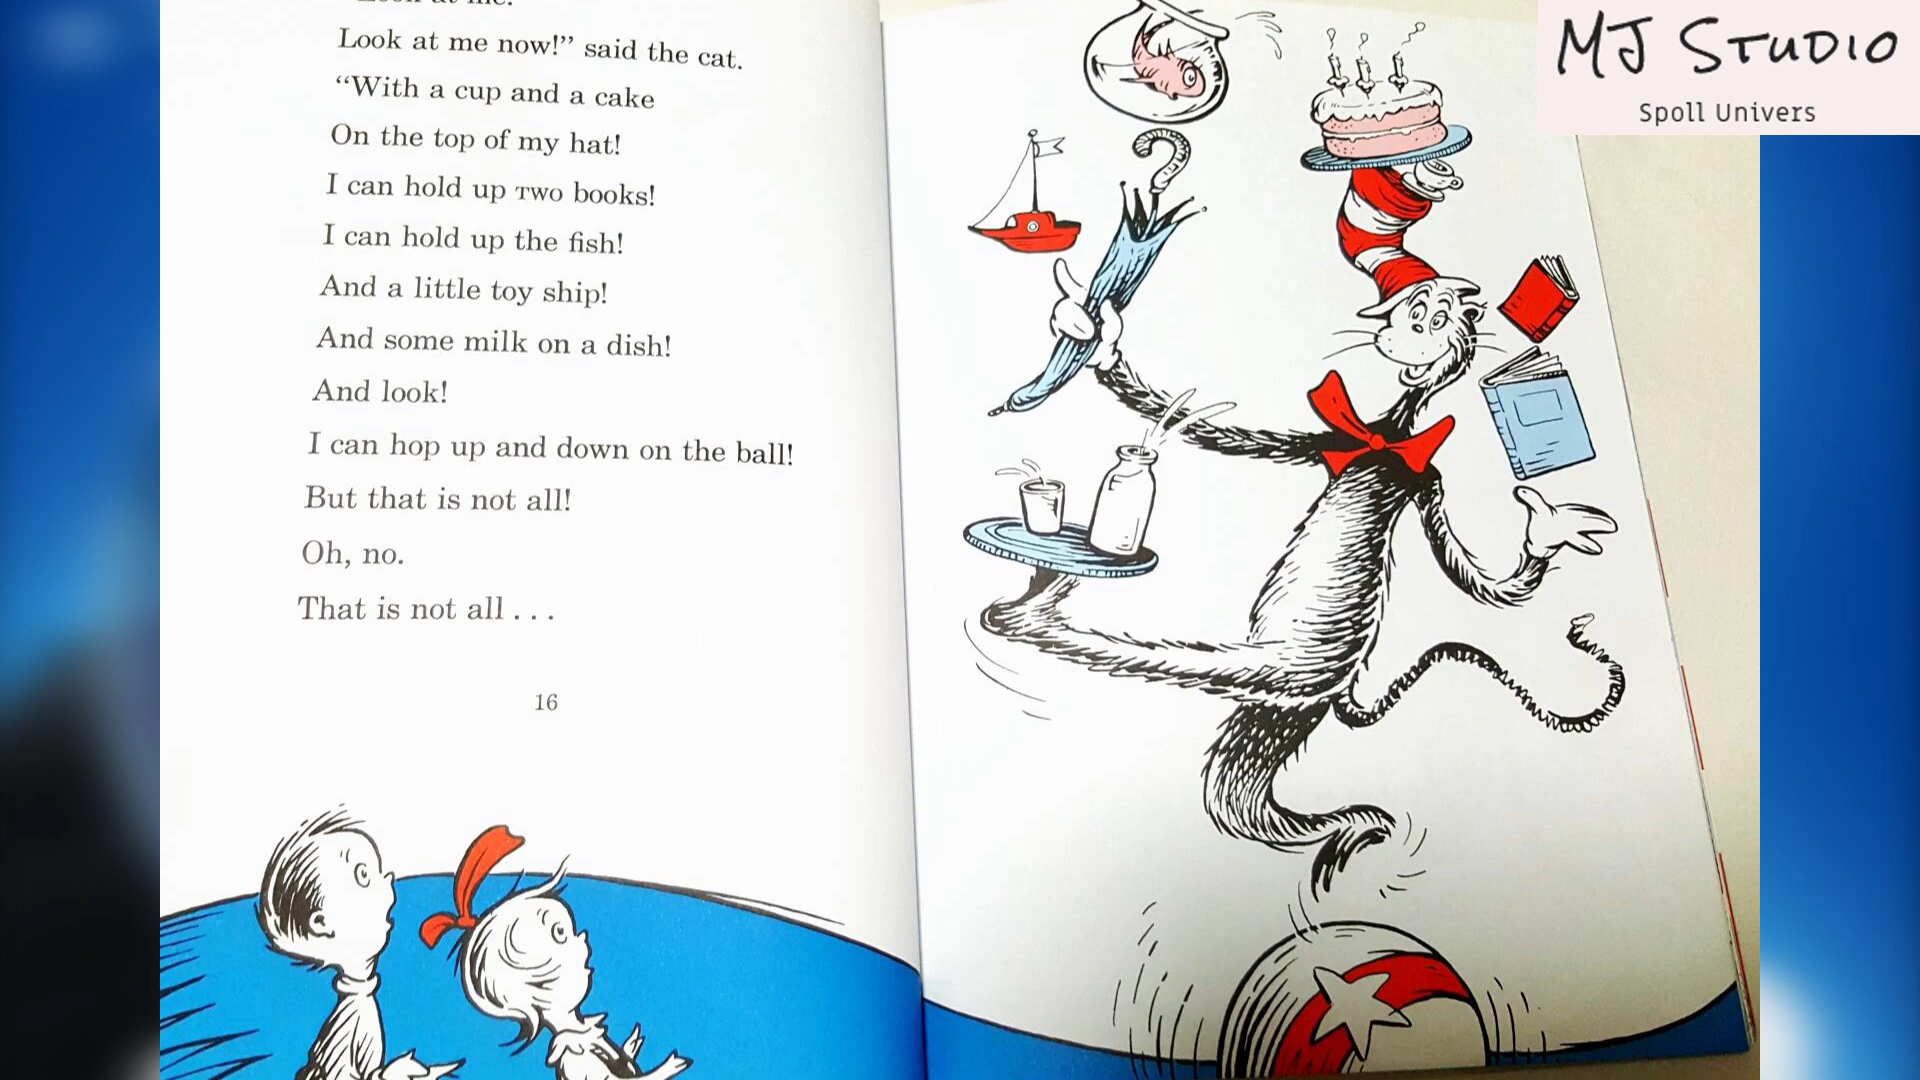 Look at me now!” said the cat.
“With a cup and a cake
On the top of my hat!
I can hold up TWO books!
I can hold up the fish!
And a little toy ship!
And some milk on a dish!
And look!
I can hop up and down on the ball!
But that is not all!
Oh, no.
That is not all . . .
16
MJ STUDIO
Spoll Univers